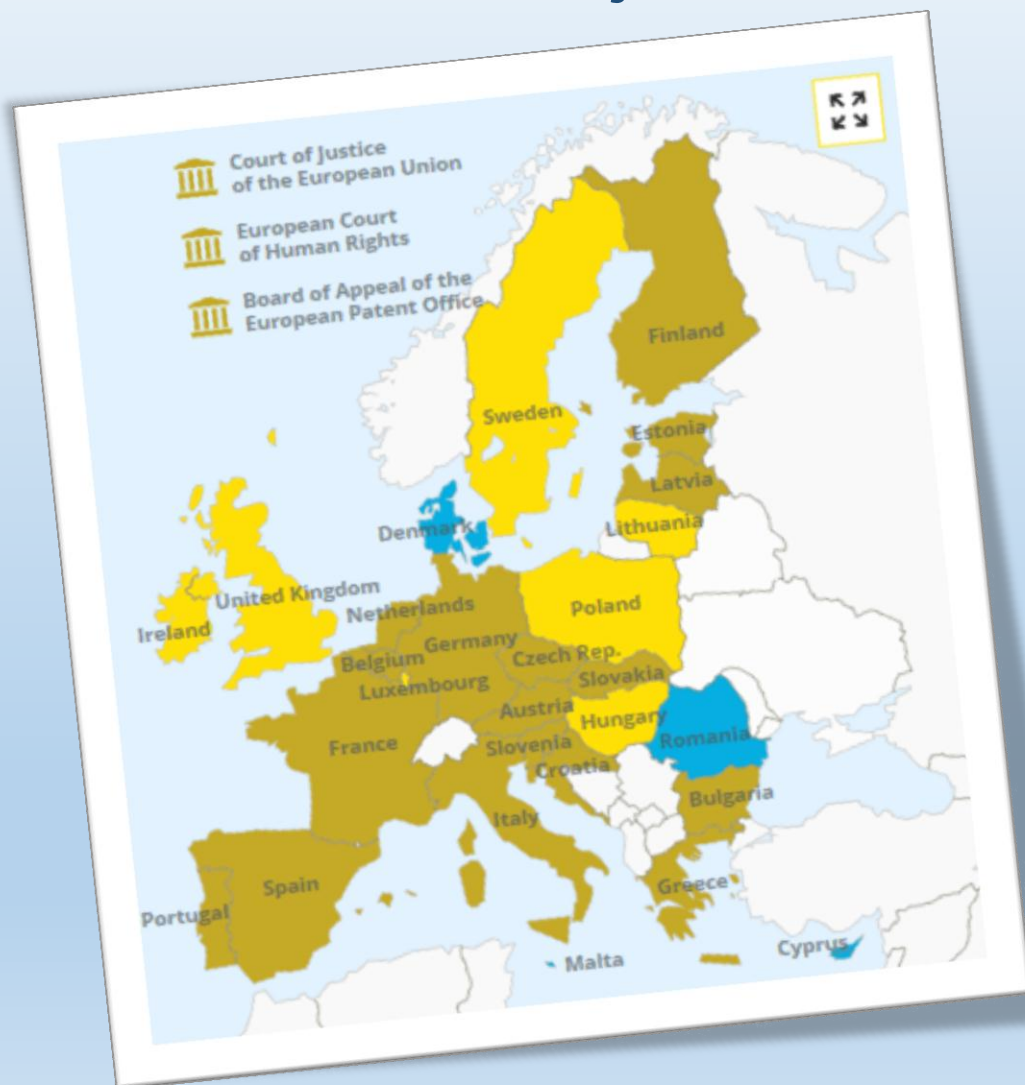 Court of Justice
of the European Union
European Court
of Human Rights
Board of Appeal of the
European Patent Office
Finland
Sweden
Estonia
Latvia
Denmark
Lithuania
United Kingdom
Ireland
Netherlands
Poland
Germany
Belgium
Czech Rep.
Luxembourg
Slovakia
Austria
Hungary
France
Slovenia
Romania
Croatia
Bulgaria
Italy
Spain
Greece
Portugal
Cyprus
Malta